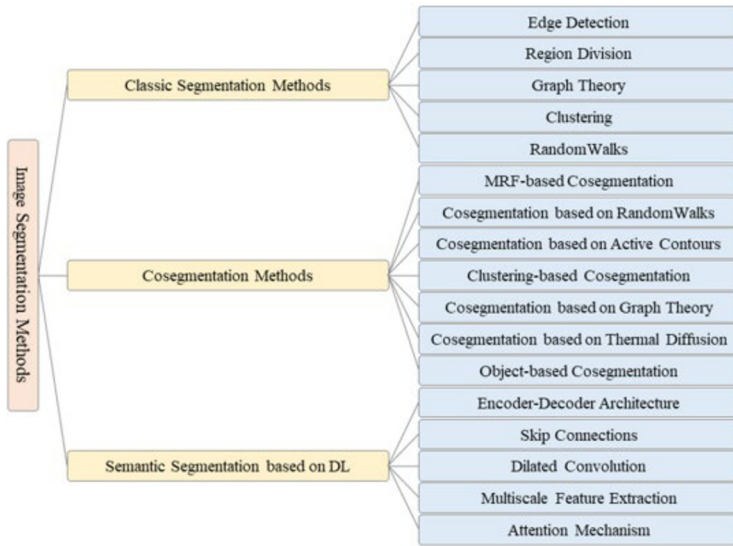 Image Segmentation Methods
Classic Segmentation Methods
Edge Detection
Region Division
Graph Theory
Clustering
RandomWalks
Cosegmentation Methods
MRF-based Cosegmentation
Cosegmentation based on RandomWalks
Cosegmentation based on Active Contours
Clustering-based Cosegmentation
Cosegmentation based on Graph Theory
Cosegmentation based on Thermal Diffusion
Object-based Cosegmentation
Semantic Segmentation based on DL
Encoder-Decoder Architecture
Skip Connections
Dilated Convolution
Multiscale Feature Extraction
Attention Mechanism